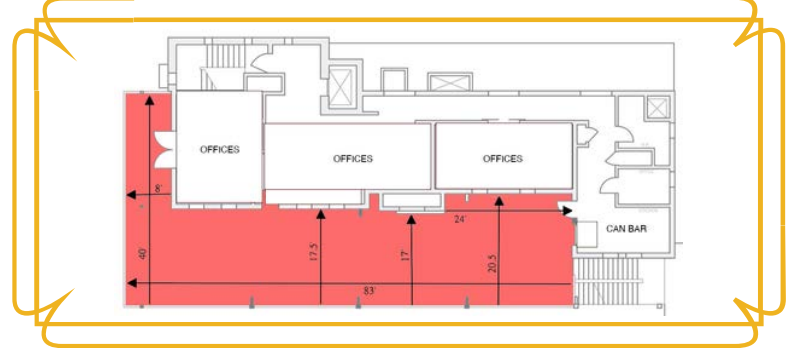 OFFICES
OFFICES
OFFICES
8'
24'
CAN BAR
40'
17.5
17'
20.5
83'